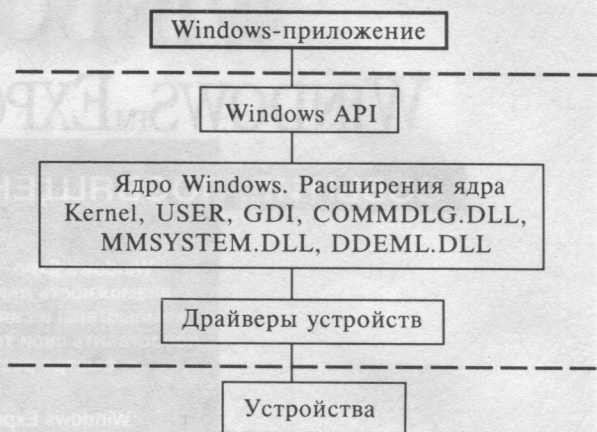 Windows-приложение
Windows API
Ядро Windows. Расширения ядра
Kernel, USER, GDI, COMMDLG.DLL,
MMSYSTEM.DLL, DDEML.DLL
Драйверы устройств
Устройства